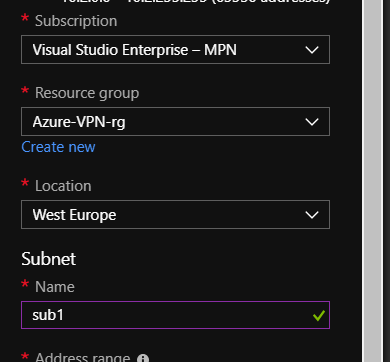 * Subscription
Visual Studio Enterprise – MPN
* Resource group
Azure-VPN-rg
Create new
* Location
West Europe
Subnet
* Name
sub1
* Address range